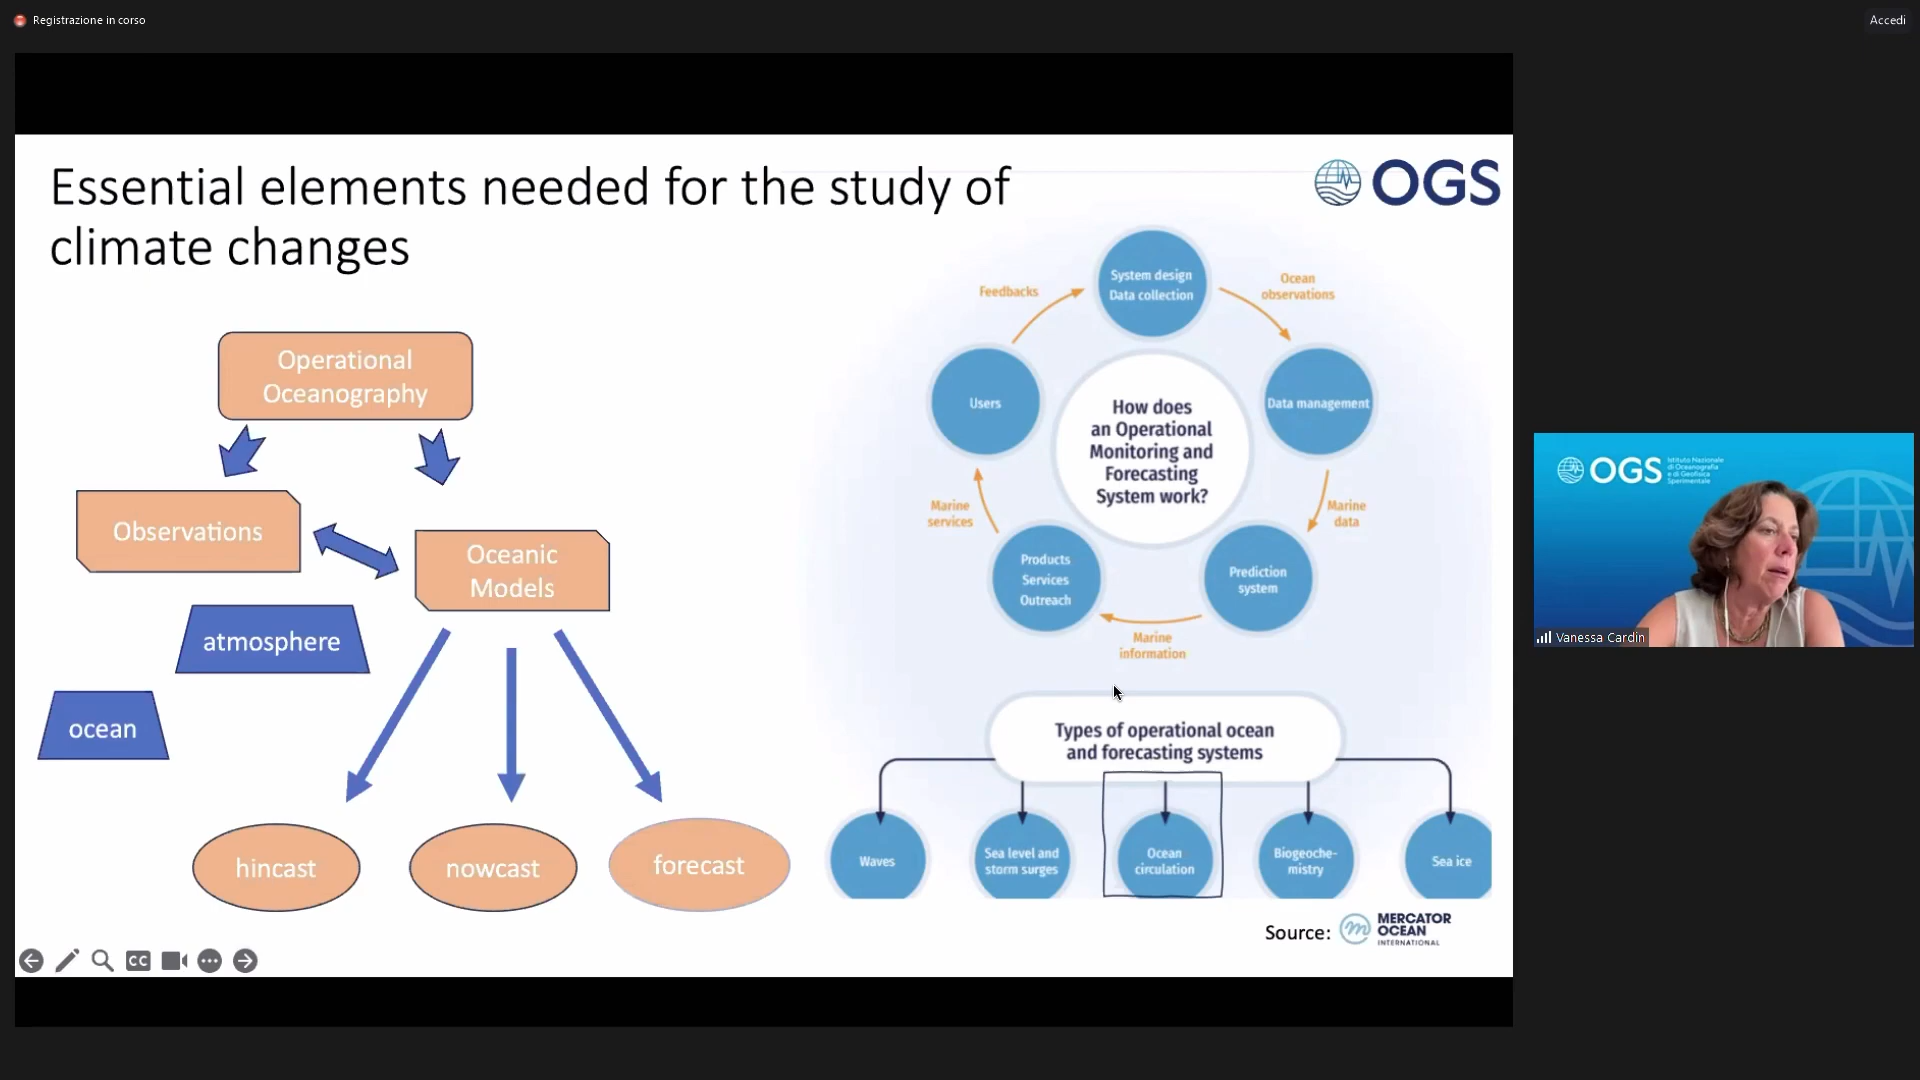 Registrazione in corso
Accedi
Essential elements needed for the study of
climate changes
OGS
Operational
Oceanography
Observations
Oceanic
Models
atmosphere
ocean
hincast
nowcast
forecast
System design
Data collection
Feedbacks
Ocean
observations
Users
Data management
How does
an Operational
Monitoring and
Forecasting
System work?
Marine
services
Marine
data
Products
Services
Outreach
Prediction
system
Marine
information
Types of operational ocean
and forecasting systems
Waves
Sea level and
storm surges
Ocean
circulation
Biogeoche-
mistry
Sea ice
Source:
MERCATOR
OCEAN
INTERNATIONAL
CC
OGS
Istituto Nazionale
di Oceanografia
e di Geofisica
Sperimentale
Vanessa Cardin